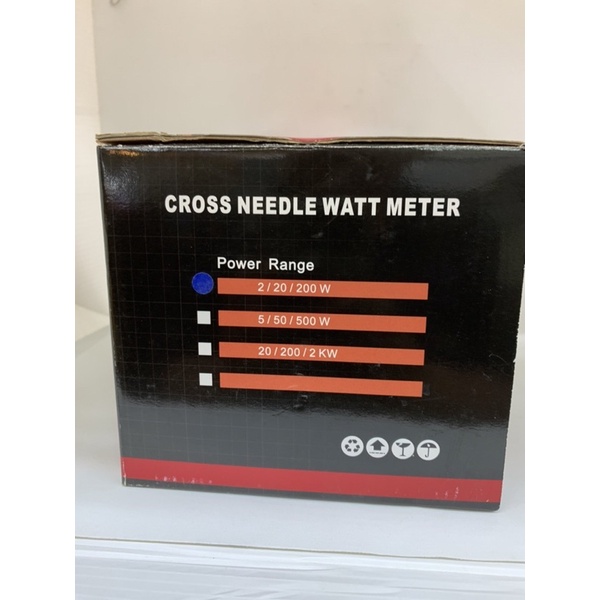 CROSS NEEDLE WATT METER
Power Range
2 / 20 / 200 W
5 / 50 / 500 W
20 / 200 / 2 KW